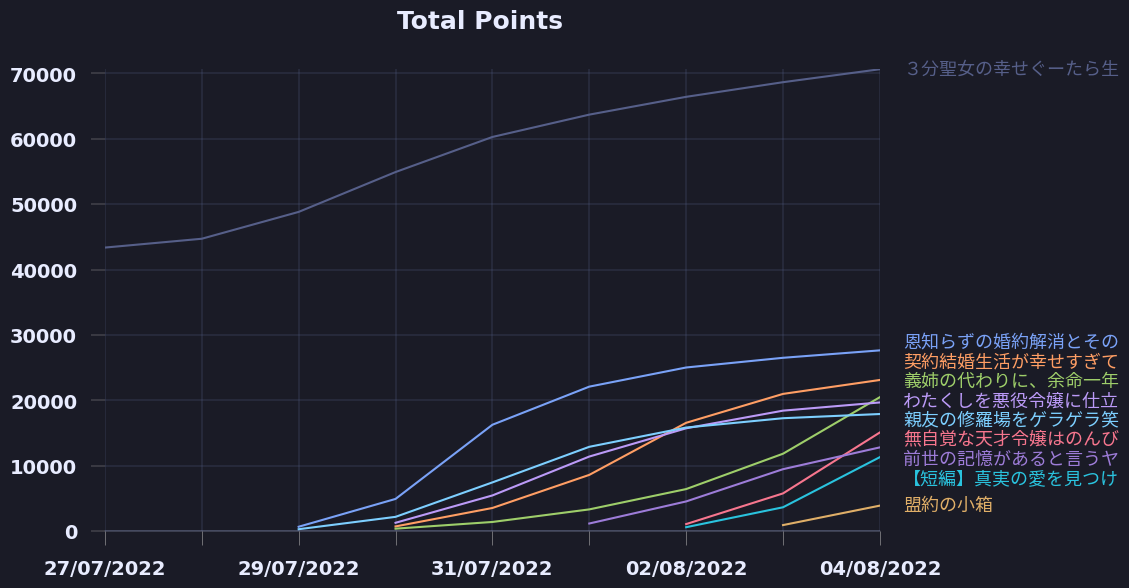 Total Points
70000
60000
50000
40000
30000
20000
10000
0
27/07/2022 29/07/2022 31/07/2022 02/08/2022 04/08/2022
３分聖女の幸せぐーたら生
恩知らずの婚約解消とその
契約結婚生活が幸せすぎて
義姉の代わりに、余命一年
わたくしを悪役令嬢に仕立
親友の修羅場をゲラゲラ笑
無自覚な天才令嬢はのんび
前世の記憶があると言うヤ
【短編】真実の愛を見つけ
盟約の小箱